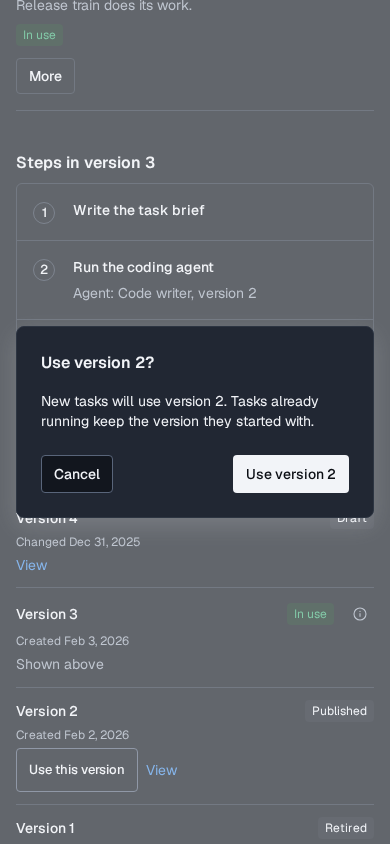 Release train does its work.
In use
More
Steps in version 3
1 Write the task brief
2 Run the coding agent
Agent: Code writer, version 2
Use version 2?
New tasks will use version 2. Tasks already
running keep the version they started with.
Cancel Use version 2
Version 4 Draft
Changed Dec 31, 2025
View
Version 3 In use
Created Feb 3, 2026
Shown above
Version 2 Published
Created Feb 2, 2026
Use this version View
Version 1 Retired